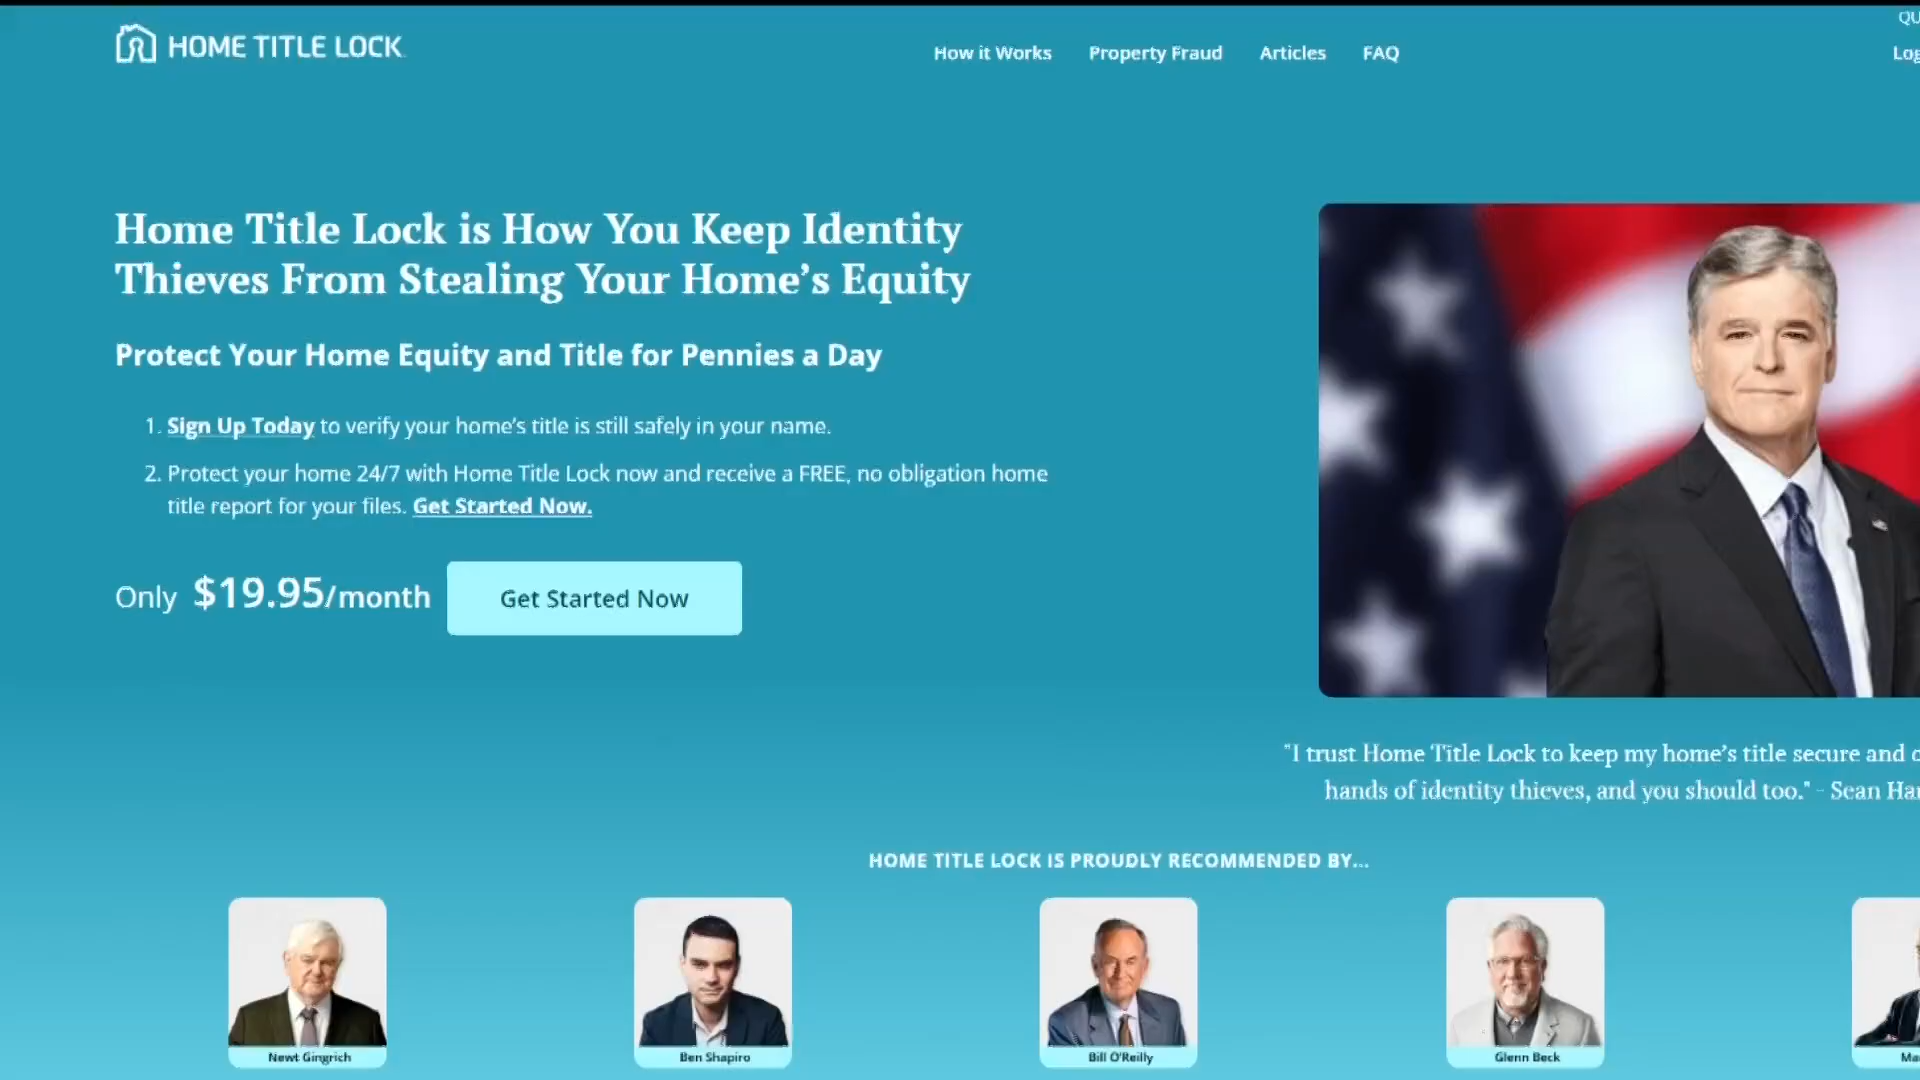 QU
HOME TITLE LOCK
How it Works
Property Fraud
Articles
FAQ
Log
Home Title Lock is How You Keep Identity
Thieves From Stealing Your Home’s Equity
Protect Your Home Equity and Title for Pennies a Day
1. Sign Up Today to verify your home’s title is still safely in your name.
2. Protect your home 24/7 with Home Title Lock now and receive a FREE, no obligation home
title report for your files. Get Started Now.
Only $19.95/month
Get Started Now
"I trust Home Title Lock to keep my home’s title secure and
hands of identity thieves, and you should too." - Sean Han
HOME TITLE LOCK IS PROUDLY RECOMMENDED BY...
Newt Gingrich
Ben Shapiro
Bill O'Reilly
Glenn Beck
Ma